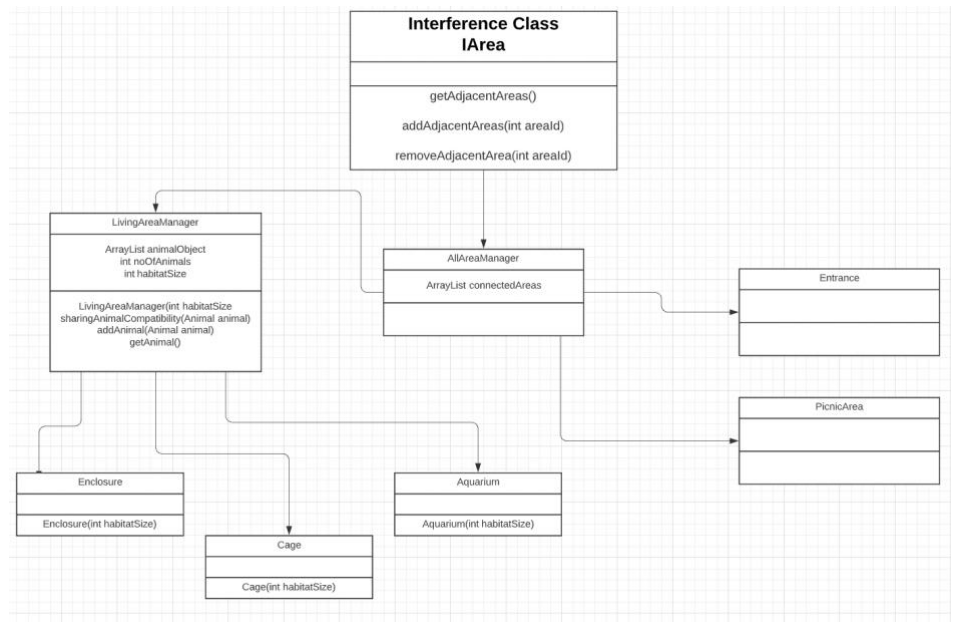 Interference Class
IArea
getAdjacentAreas()
addAdjacentAreas(int areaId)
removeAdjacentArea(int areaId)
LivingAreaManager
ArrayList animalObject
int noOfAnimals
int habitatSize
LivingAreaManager(int habitatSize
sharingAnimalCompatibility(Animal animal)
addAnimal(Animal animal)
getAnimal()
AllAreaManager
ArrayList connectedAreas
Entrance
PicnicArea
Enclosure
Enclosure(int habitatSize)
Cage
Cage(int habitatSize)
Aquarium
Aquarium(int habitatSize)